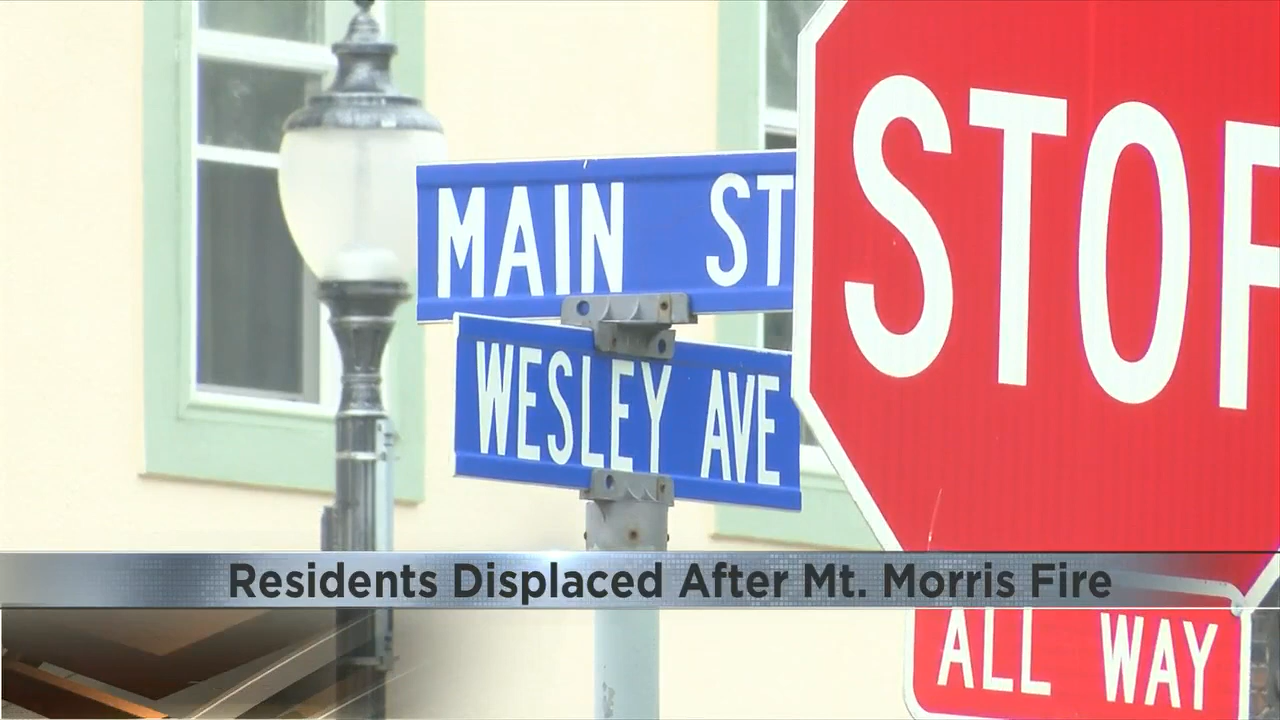 MAIN ST
WESLEY AVE
STOP
ALL WAY
Residents Displaced After Mt. Morris Fire